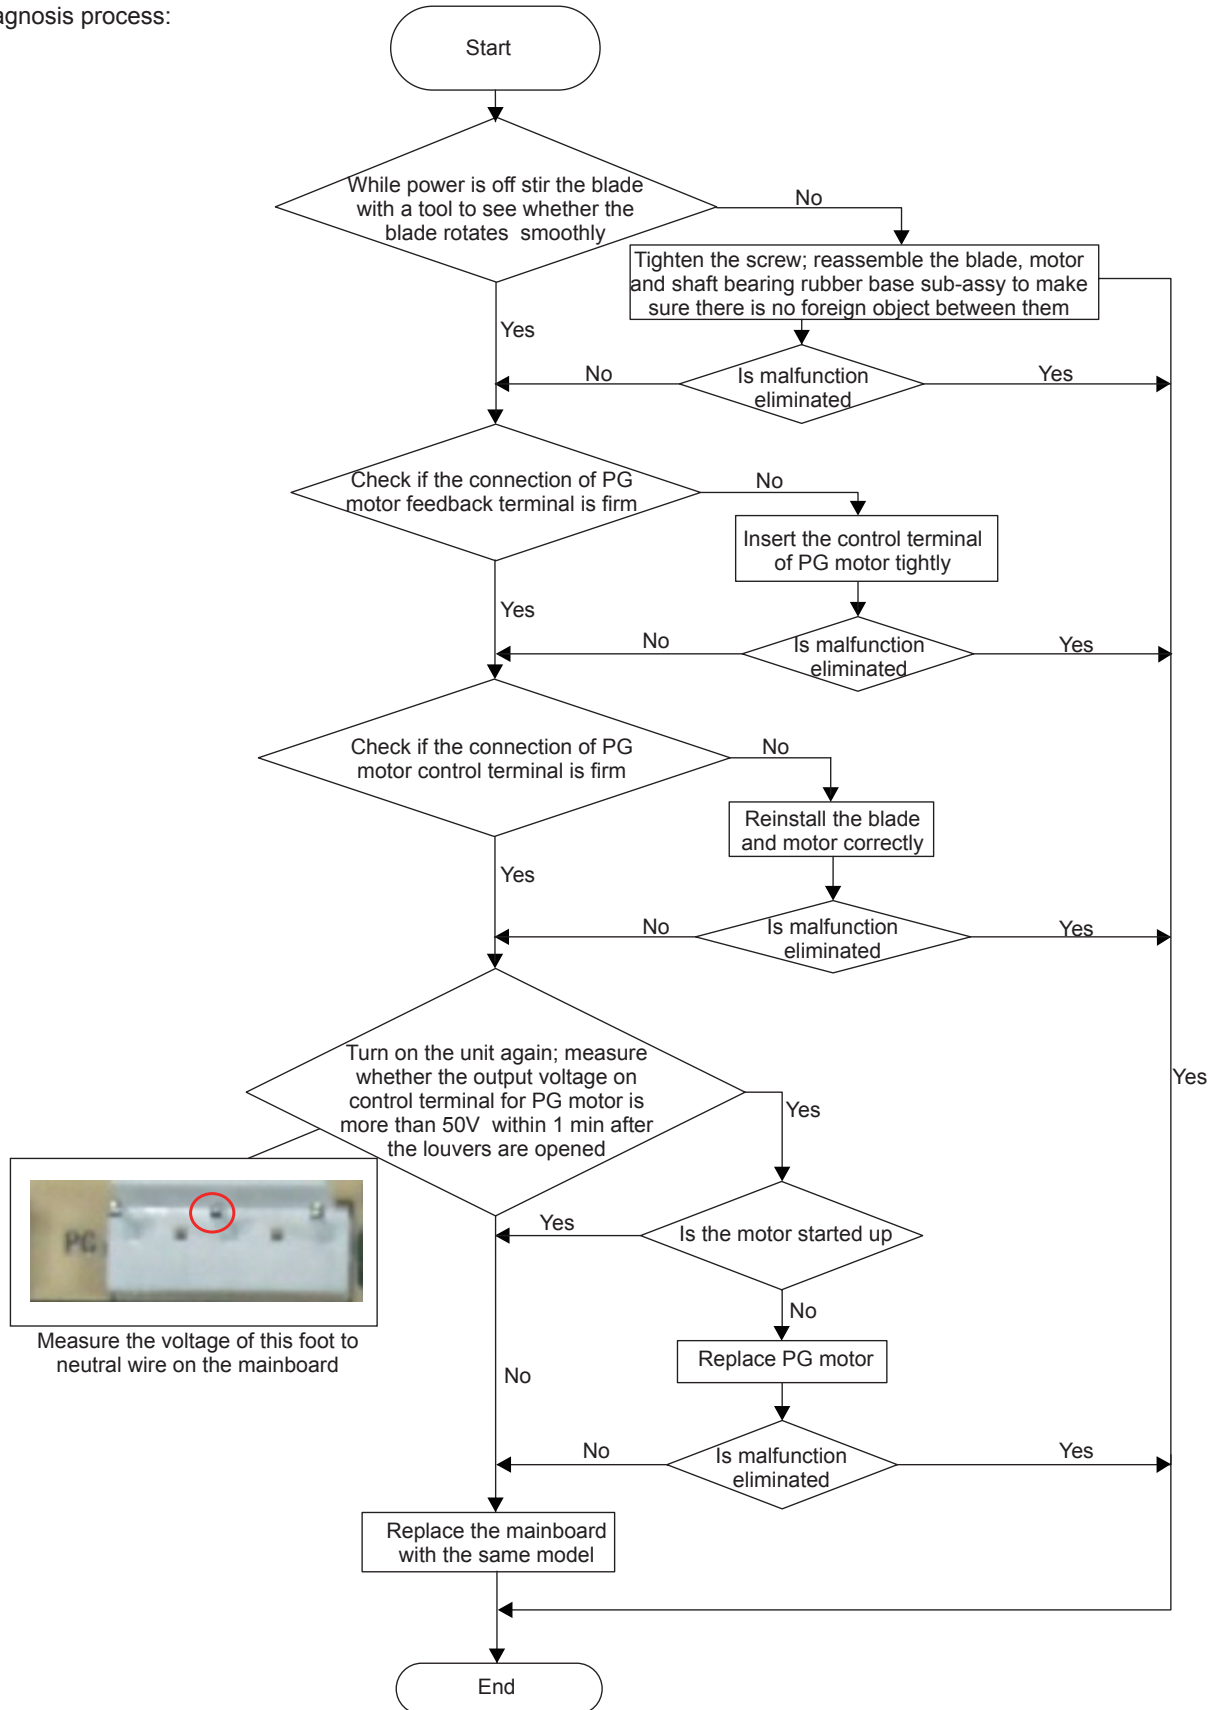 agnosis process:
Start
While power is off stir the blade
with a tool to see whether the
blade rotates smoothly
No
Tighten the screw; reassemble the blade, motor
and shaft bearing rubber base sub-assy to make
sure there is no foreign object between them
Yes
No
Is malfunction
eliminated
Yes
Check if the connection of PG
motor feedback terminal is firm
No
Insert the control terminal
of PG motor tightly
Yes
No
Is malfunction
eliminated
Yes
Check if the connection of PG
motor control terminal is firm
No
Reinstall the blade
and motor correctly
Yes
No
Is malfunction
eliminated
Yes
Turn on the unit again; measure
whether the output voltage on
control terminal for PG motor is
more than 50V within 1 min after
the louvers are opened
Yes
Yes
PG
Yes
Is the motor started up
Measure the voltage of this foot to
neutral wire on the mainboard
No
Replace PG motor
No
No
Is malfunction
eliminated
Yes
Replace the mainboard
with the same model
End